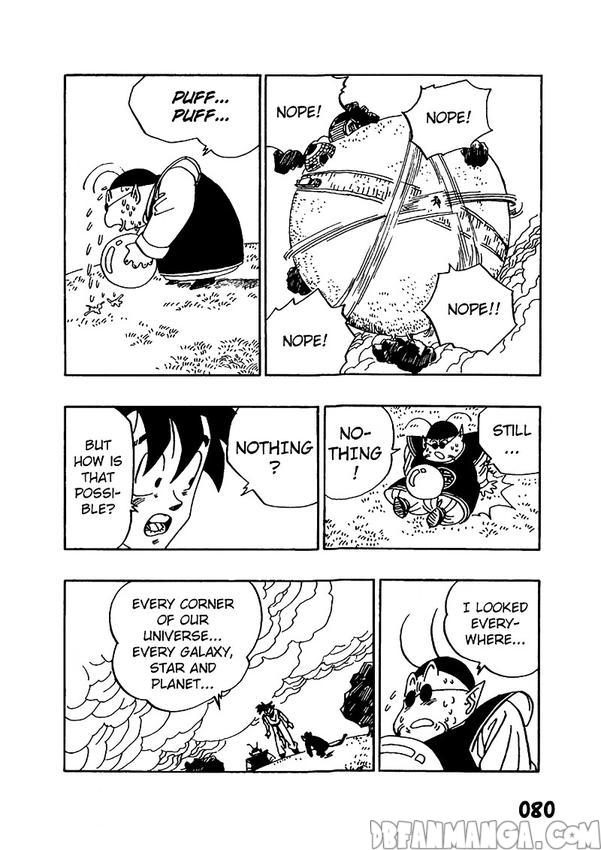 NOPE!
NOPE!
NOPE!!
NOPE!
PUFF...
PUFF...
STILL
...
NO-
THING
!
NOTHING
?
BUT
HOW IS
THAT
POSSI-
BLE?
I LOOKED
EVERY-
WHERE...
EVERY CORNER
OF OUR
UNIVERSE...
EVERY GALAXY,
STAR AND
PLANET...
080
DBFANMANGA.COM